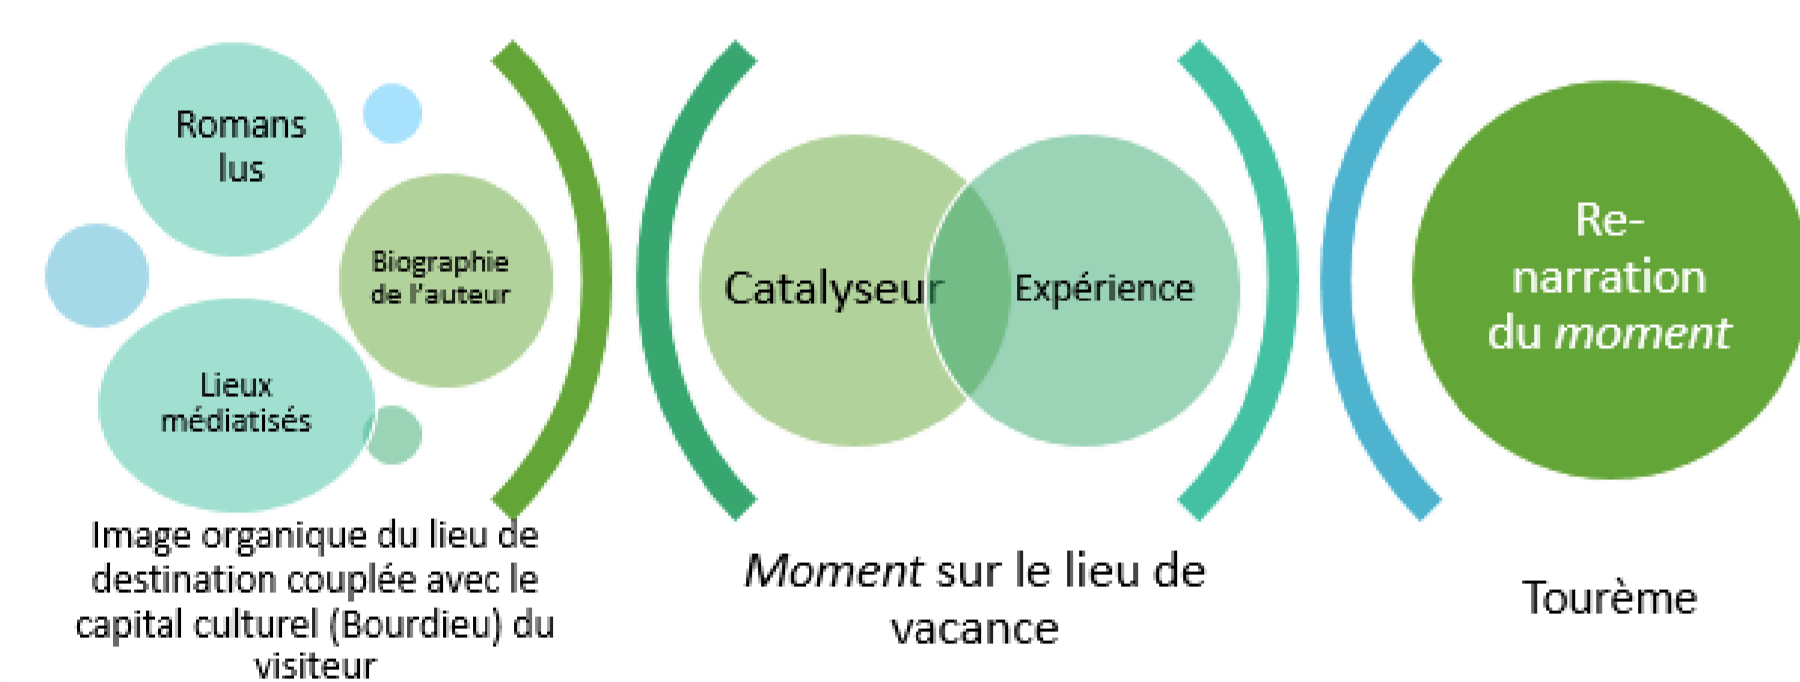 Romans
lus
Biographie
de l'auteur
Lieux
médiatisés
Image organique du lieu de
destination couplée avec le
capital culturel (Bourdieu) du
visiteur
Catalyseur
Expérience
Moment sur le lieu de
vacance
Re-
narration
du moment
Tourème